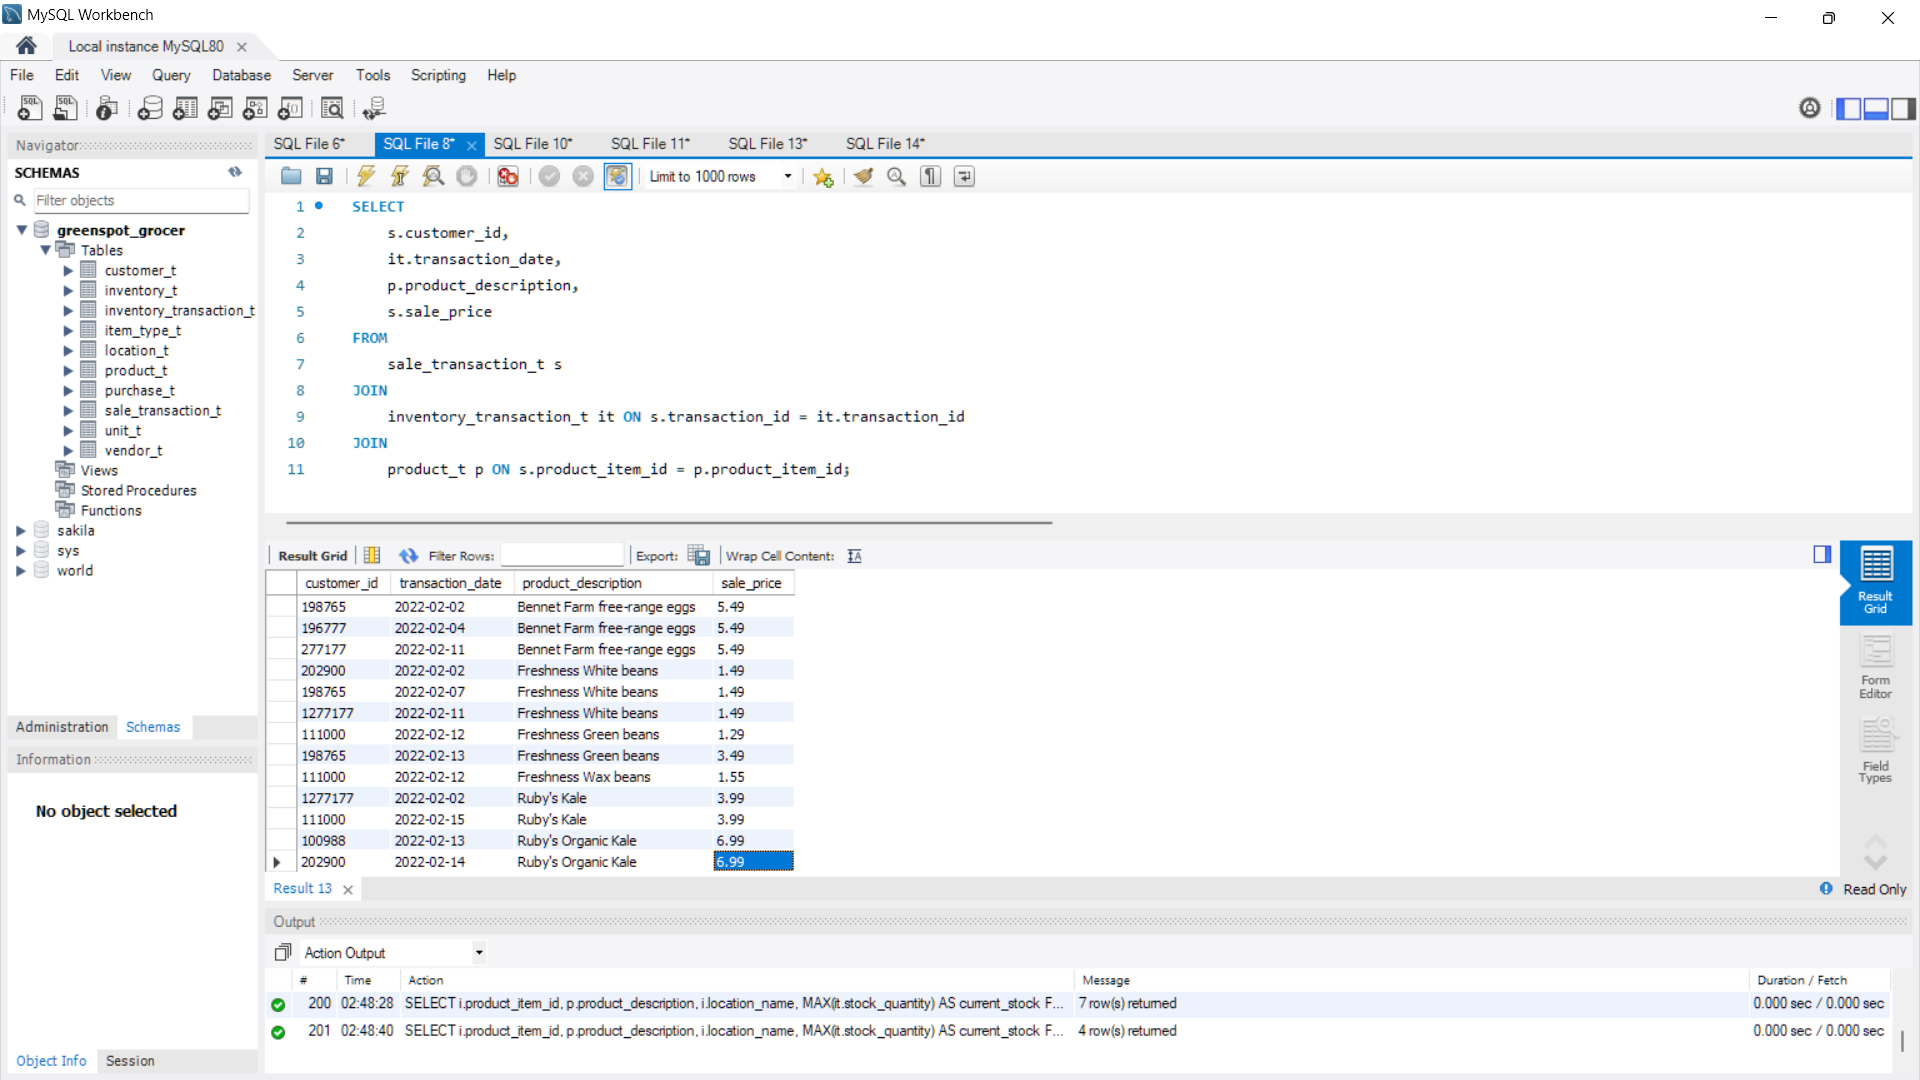 MySQL Workbench
Local instance MySQL80
File Edit View Query Database Server Tools Scripting Help
Navigator
SCHEMAS
Filter objects
greenspot_grocer
Tables
customer_t
inventory_t
inventory_transaction_t
item_type_t
location_t
product_t
purchase_t
sale_transaction_t
unit_t
vendor_t
Views
Stored Procedures
Functions
sakila
sys
world
Administration Schemas
Information
No object selected
Object Info Session
SQL File 6* SQL File 8* SQL File 10* SQL File 11* SQL File 13* SQL File 14*
Limit to 1000 rows
1 SELECT
2 s.customer_id,
3 it.transaction_date,
4 p.product_description,
5 s.sale_price
6 FROM
7 sale_transaction_t s
8 JOIN
9 inventory_transaction_t it ON s.transaction_id = it.transaction_id
10 JOIN
11 product_t p ON s.product_item_id = p.product_item_id;
Result Grid Filter Rows: Export: Wrap Cell Content:
customer_id transaction_date product_description sale_price
198765 2022-02-02 Bennet Farm free-range eggs 5.49
196777 2022-02-04 Bennet Farm free-range eggs 5.49
277177 2022-02-11 Bennet Farm free-range eggs 5.49
202900 2022-02-02 Freshness White beans 1.49
198765 2022-02-07 Freshness White beans 1.49
1277177 2022-02-11 Freshness White beans 1.49
111000 2022-02-12 Freshness Green beans 1.29
198765 2022-02-13 Freshness Green beans 3.49
111000 2022-02-12 Freshness Wax beans 1.55
1277177 2022-02-02 Ruby's Kale 3.99
111000 2022-02-15 Ruby's Kale 3.99
100988 2022-02-13 Ruby's Organic Kale 6.99
202900 2022-02-14 Ruby's Organic Kale 6.99
Result
Grid
Form
Editor
Field
Types
Result 13
Read Only
Output
Action Output
# Time Action Message Duration / Fetch
200 02:48:28 SELECT i.product_item_id, p.product_description, i.location_name, MAX(it.stock_quantity) AS current_stock F... 7 row(s) returned 0.000 sec / 0.000 sec
201 02:48:40 SELECT i.product_item_id, p.product_description, i.location_name, MAX(it.stock_quantity) AS current_stock F... 4 row(s) returned 0.000 sec / 0.000 sec